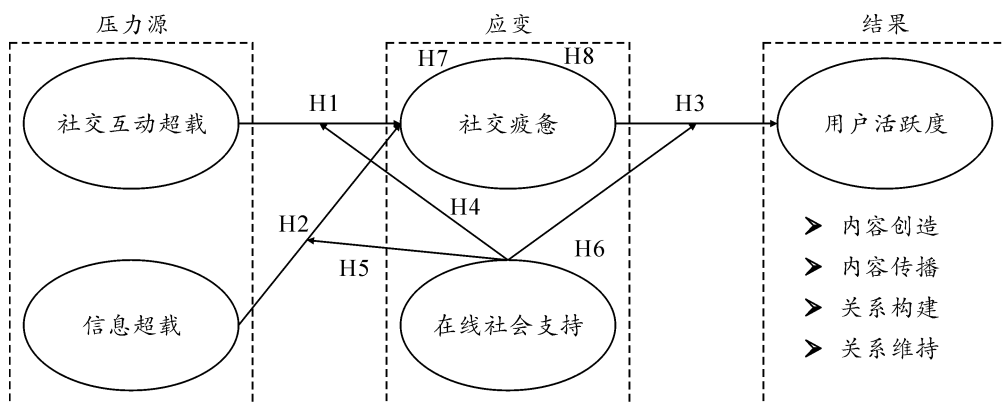 压力源 应变 结果
H7 H8
H1 H3
社交互动超载 社交疲惫 用户活跃度
H4
H2
内容创造
H5 H6
内容传播
信息超载 在线社会支持 关系构建
关系维持